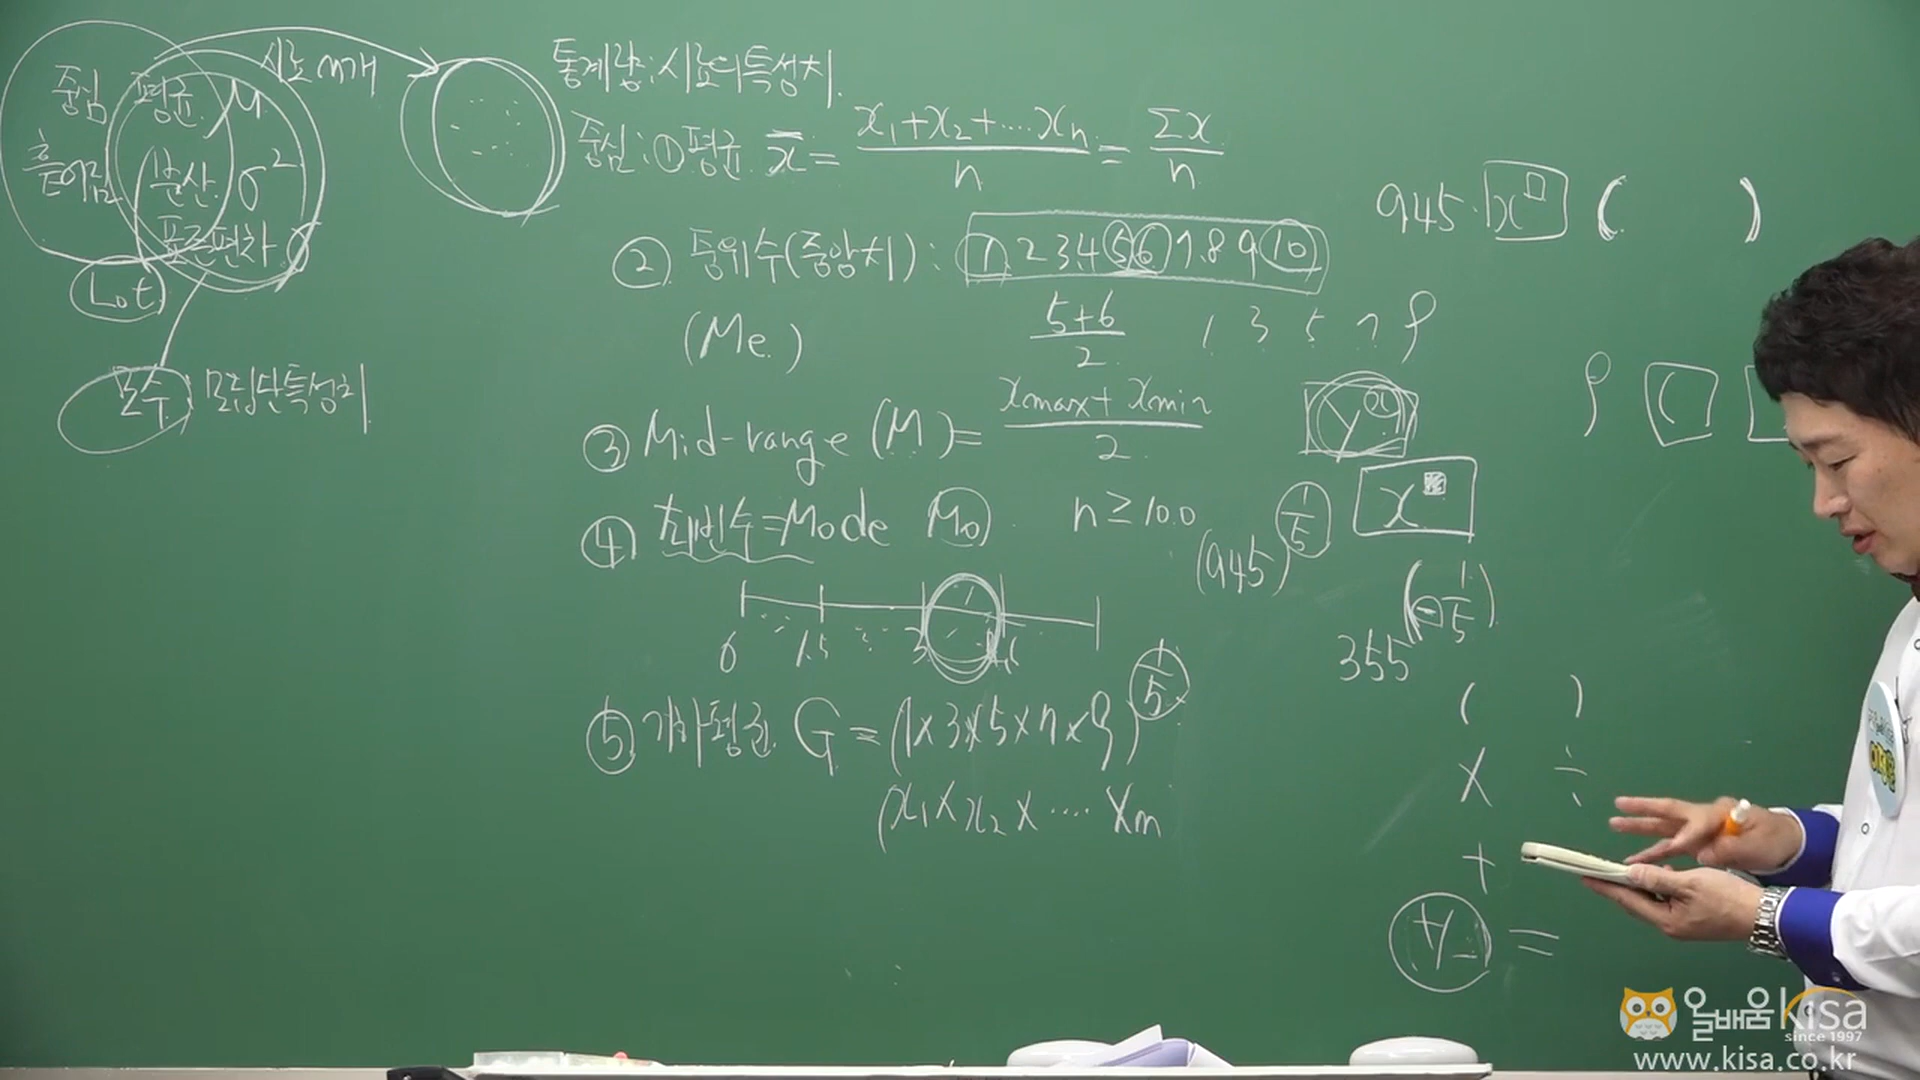 중심 평균 μ
흩어짐 분산 σ²
표준편차 σ
Lot
시료 n개
모수 모집단특성치
통계량:시료의특성치.
중심:①평균 x̄ = (x₁+x₂+....xₙ)/n = Σx/n
② 중위수(중앙치): 1 2 3 4 5 6 7 8 9 10
(Me) (5+6)/2 1 3 5 7 9
③ Mid-range (M) = (xmax + xmin)/2
④ 최빈수=Mode Mo n≥100
0 1.5 3
⑤ 기하평균 G = (1×3×5×7×9)^(1/5)
(x₁×x₂×....×n
945 x^□ ( )
9 (
x^■
(945)^(1/5)
355^(-1/5)
( )
× ÷
+
+/- =
올배움 kisa
since 1997
www.kisa.co.kr